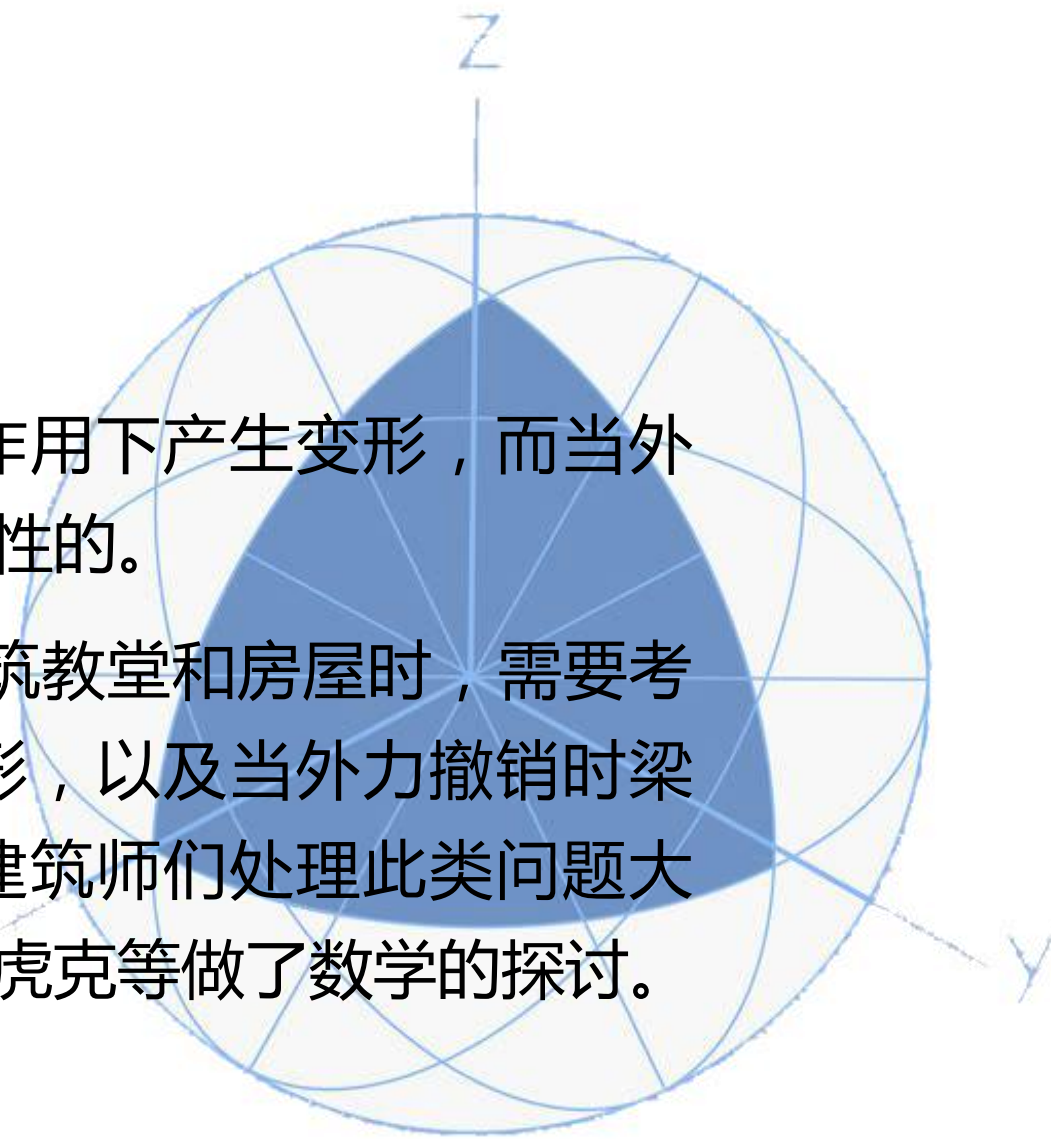 Z
作用下产生变形，而当外
性的。
筑教堂和房屋时，需要考
形，以及当外力撤销时梁
建筑师们处理此类问题大
虎克等做了数学的探讨。
Y